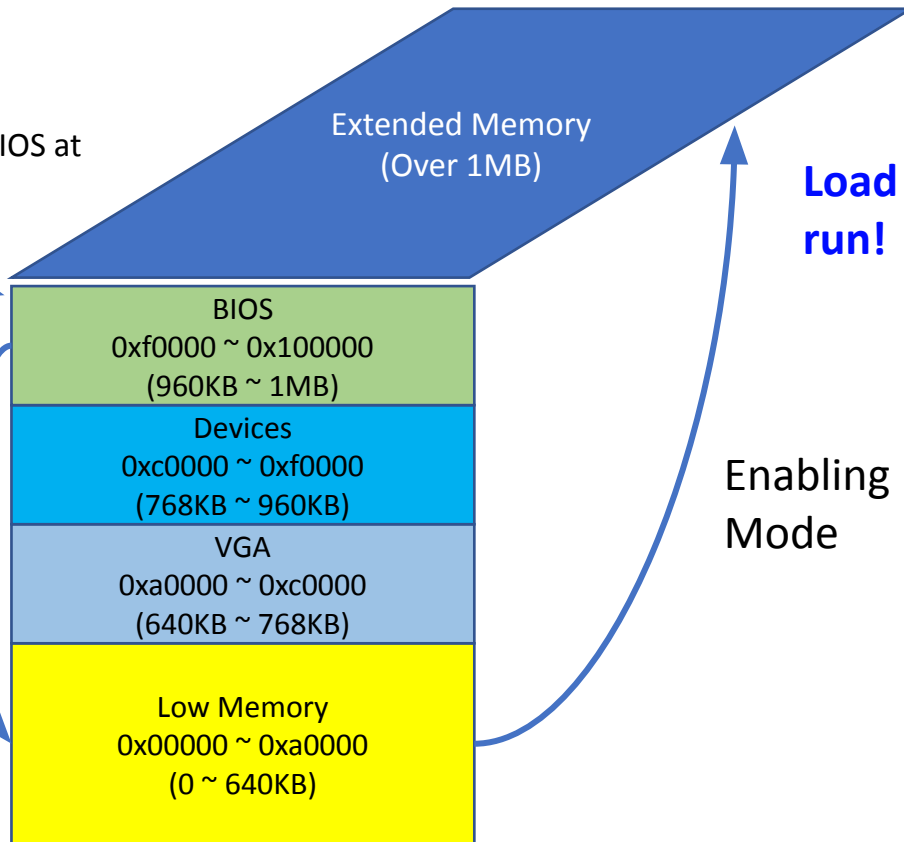 IOS at
Extended Memory
(Over 1MB)
Load
run!
BIOS
0xf0000 ~ 0x100000
(960KB ~ 1MB)
Devices
0xc0000 ~ 0xf0000
(768KB ~ 960KB)
Enabling
Mode
VGA
0xa0000 ~ 0xc0000
(640KB ~ 768KB)
Low Memory
0x00000 ~ 0xa0000
(0 ~ 640KB)